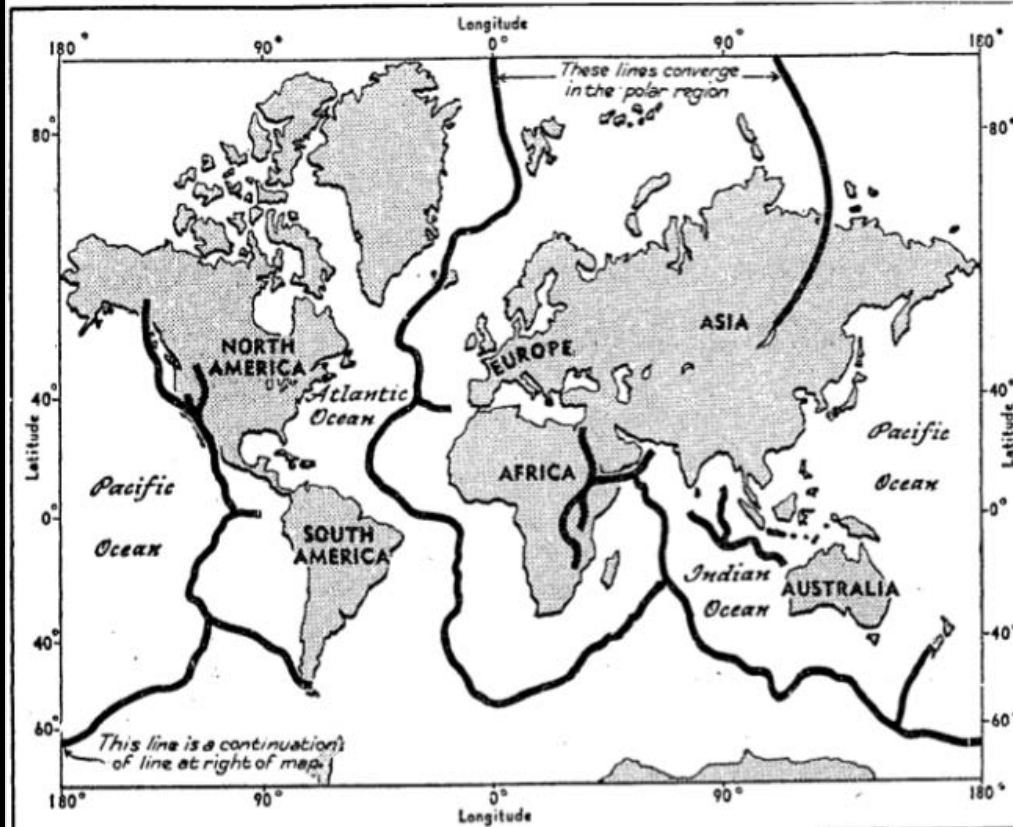 Longitude
180° 90° 0° 90° 180°
These lines converge
in the polar region
80° 80°
ASIA
NORTH
AMERICA
EUROPE
40° 40°
Atlantic
Ocean
Latitude
Latitude
Pacific
Ocean
AFRICA
Pacific
Ocean
0° 0°
SOUTH
AMERICA
Indian
Ocean
AUSTRALIA
40° 40°
60° 60°
This line is a continuation
of line at right of map.
180° 90° 0° 90° 180°
Longitude